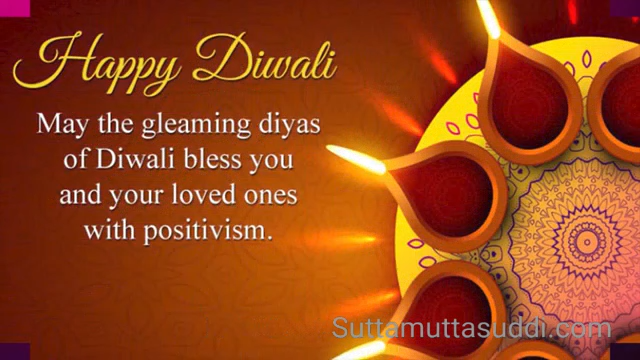 Happy Diwali
May the gleaming diyas
of Diwali bless you
and your loved ones
with positivism.
Suttamuttasuddi.com